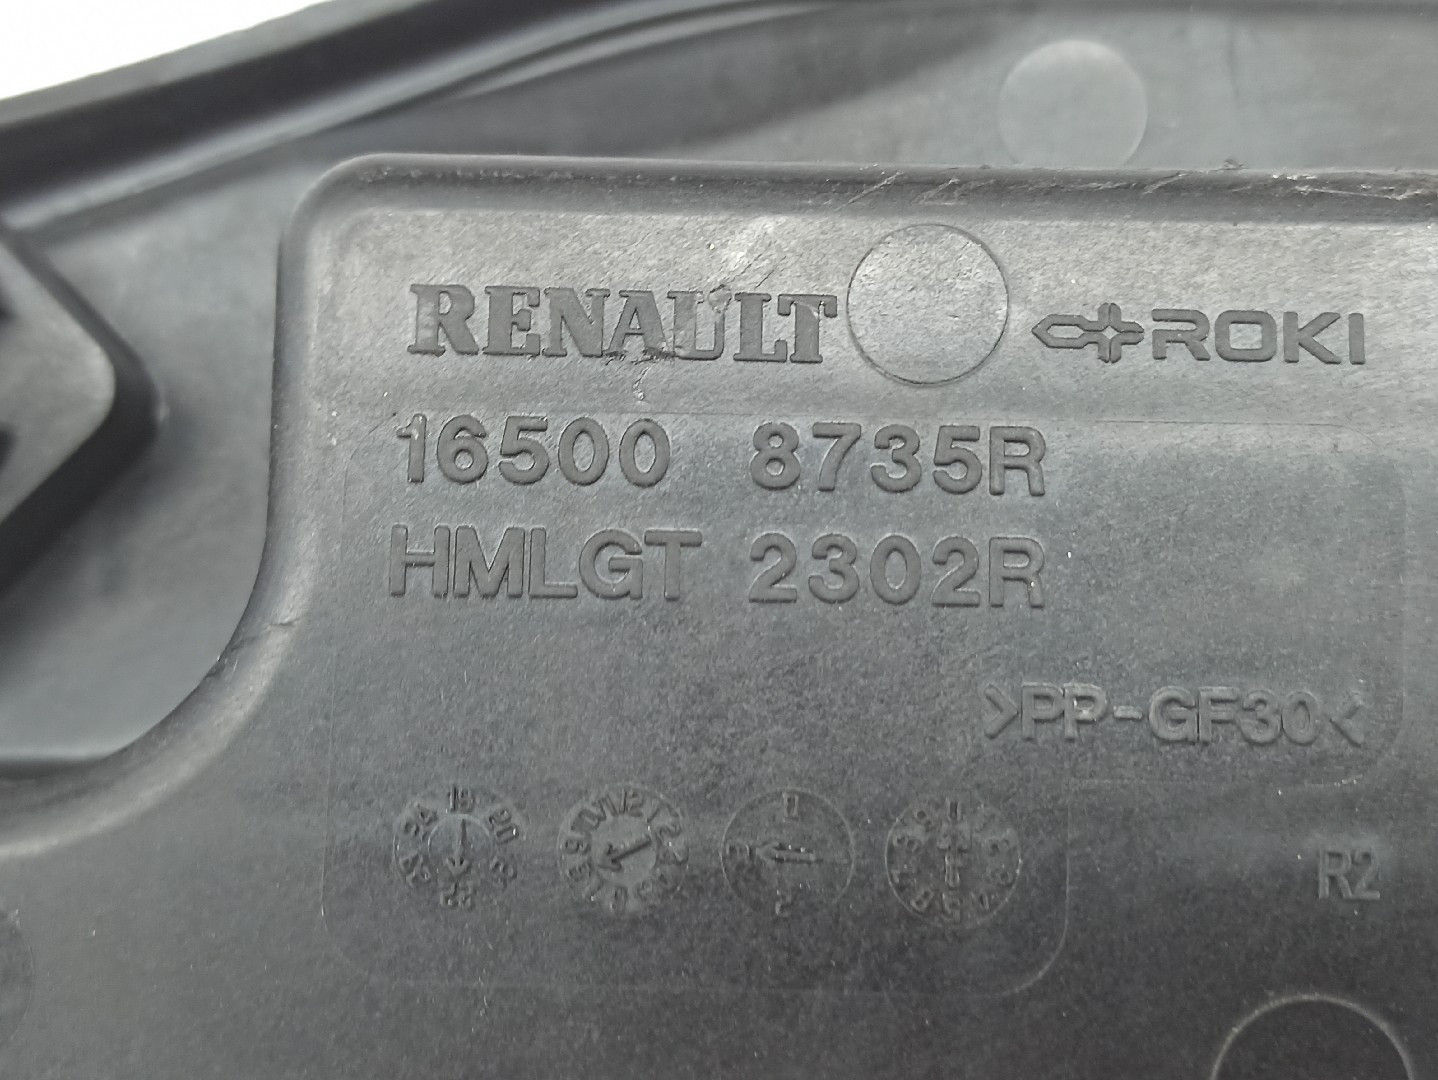 RENAULT ROKI
16500 8735R
HMLGT 2302R
>PP-GF30<
R2